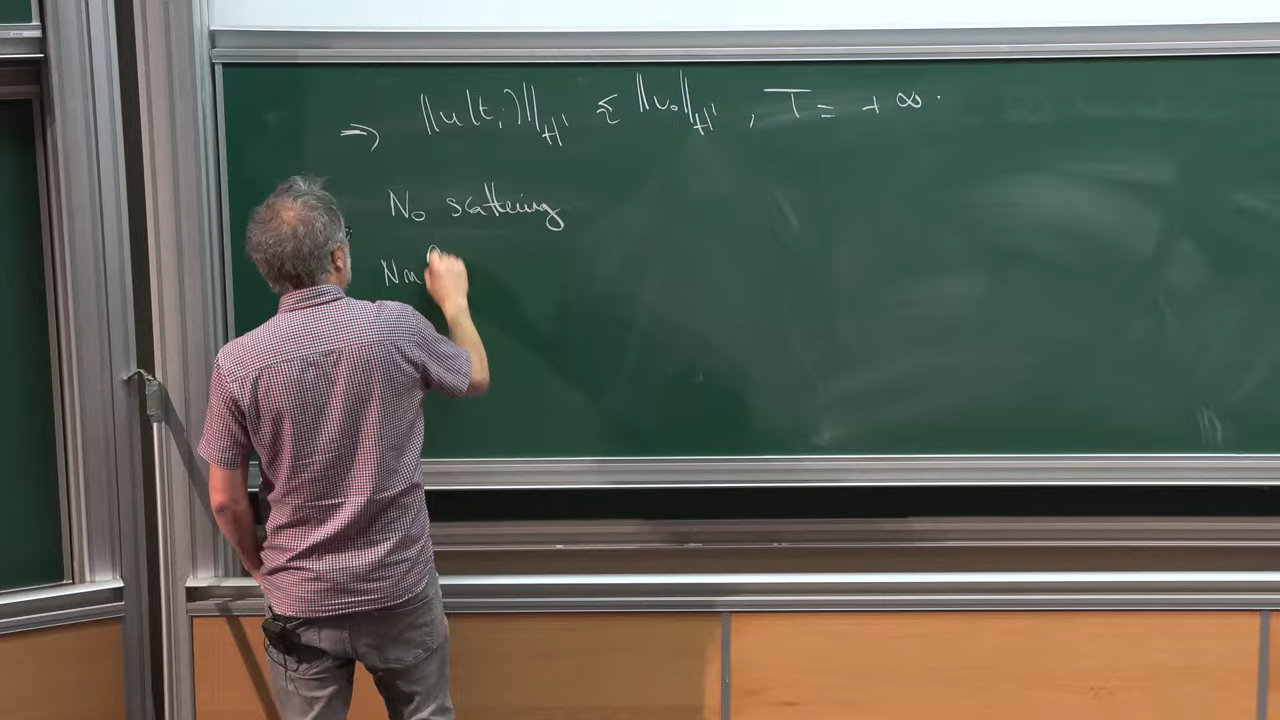 ⇒ ‖u(t,·)‖_{H¹} ≲ ‖u₀‖_{H¹}, T = +∞.
No scattering